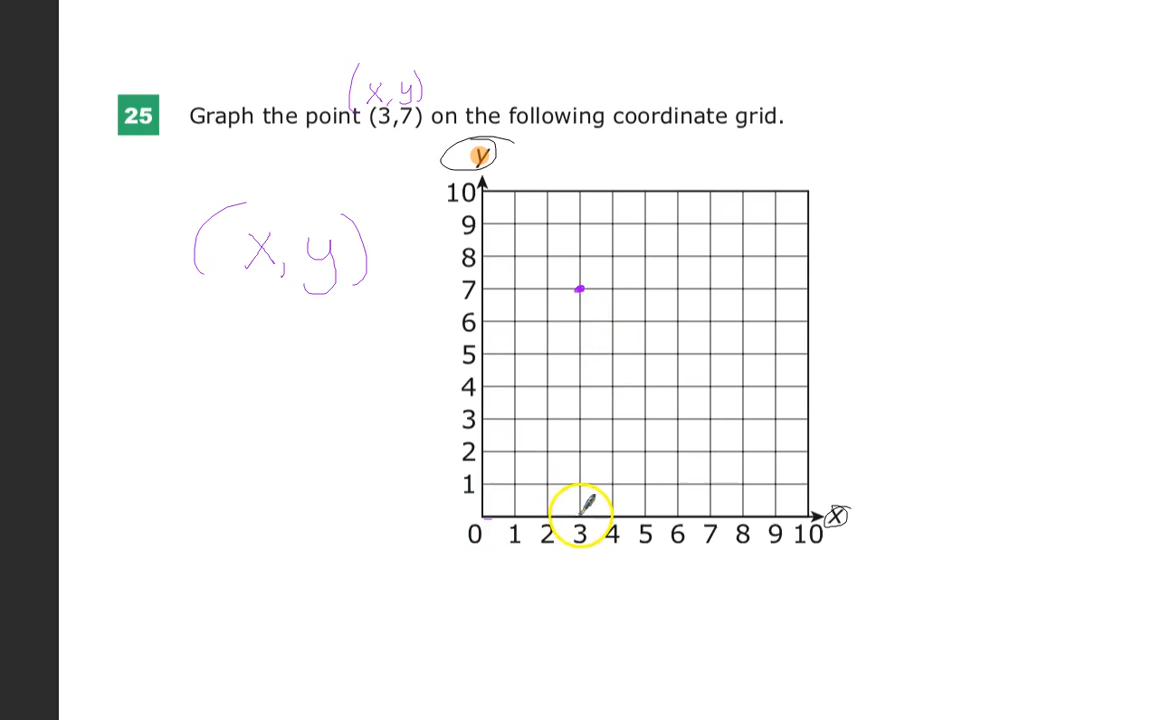 (x,y)
25 Graph the point (3,7) on the following coordinate grid.
y
(x,y)
10
9
8
7
6
5
4
3
2
1
x
0 1 2 3 4 5 6 7 8 9 10